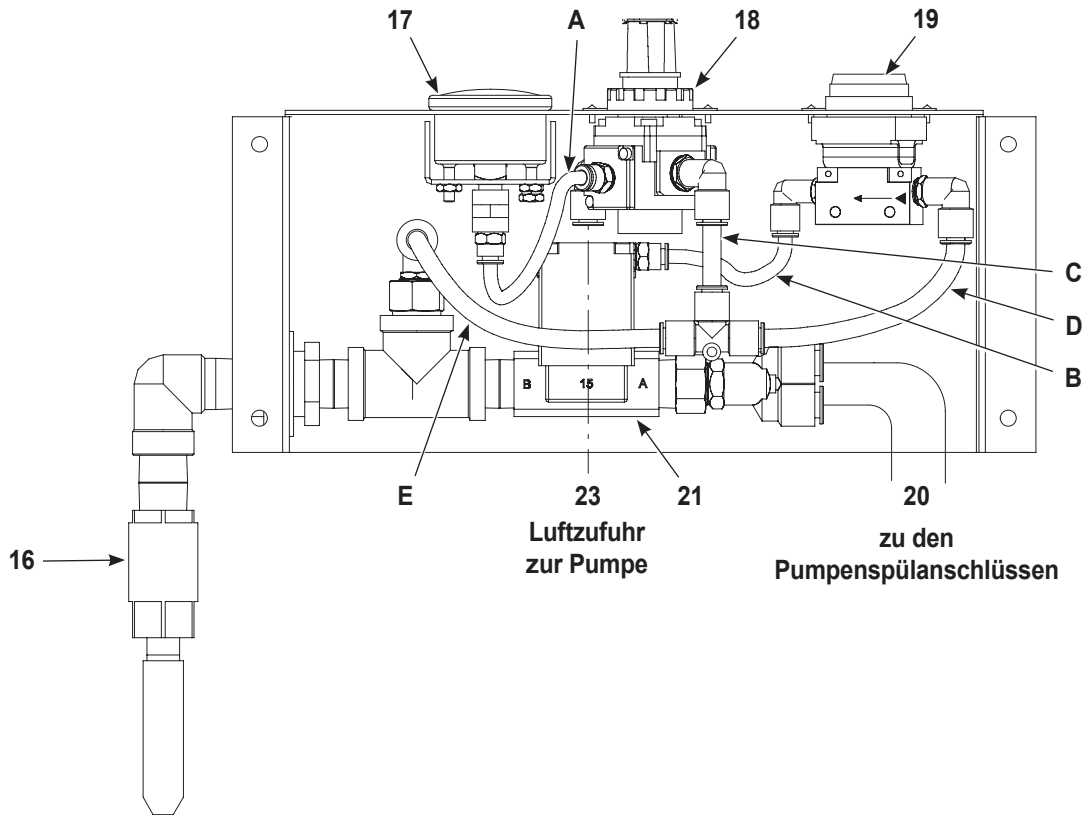 17
A
18
19
C
D
B
B
15
A
E
23
21
20
Luftzufuhr
zur Pumpe
zu den
Pumpenspülanschlüssen
16